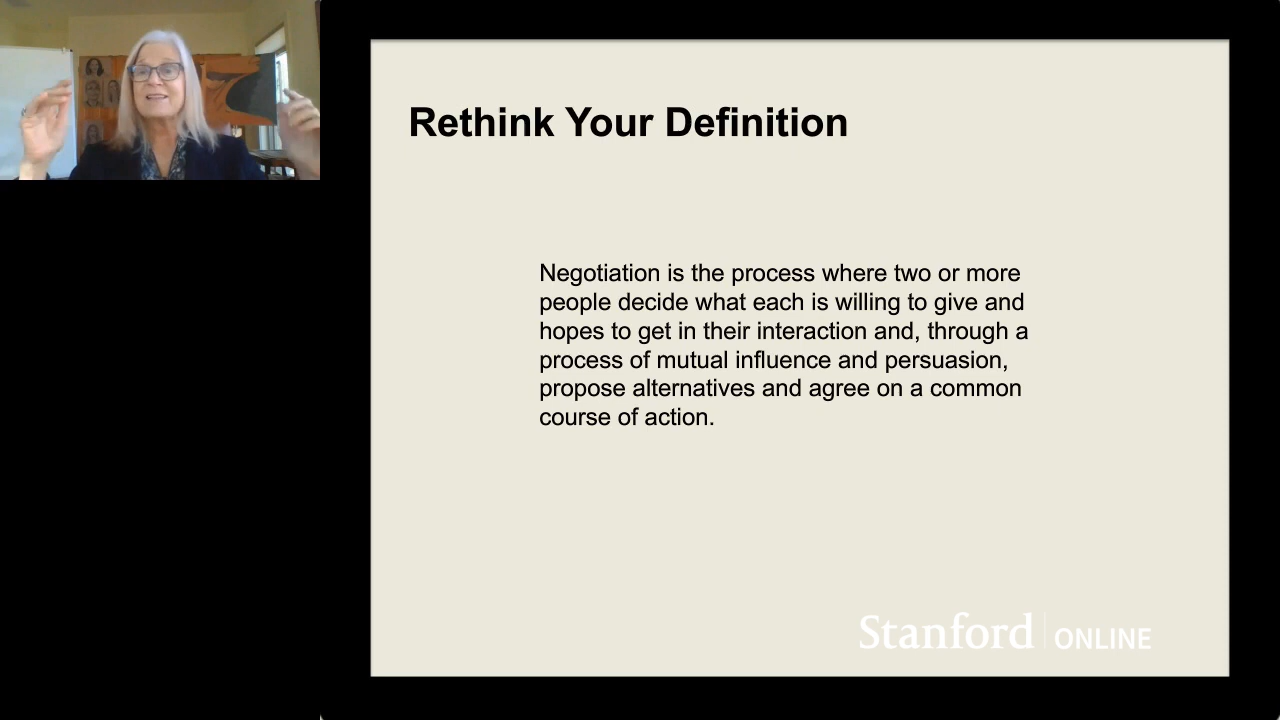 Rethink Your Definition
Negotiation is the process where two or more
people decide what each is willing to give and
hopes to get in their interaction and, through a
process of mutual influence and persuasion,
propose alternatives and agree on a common
course of action.
Stanford ONLINE